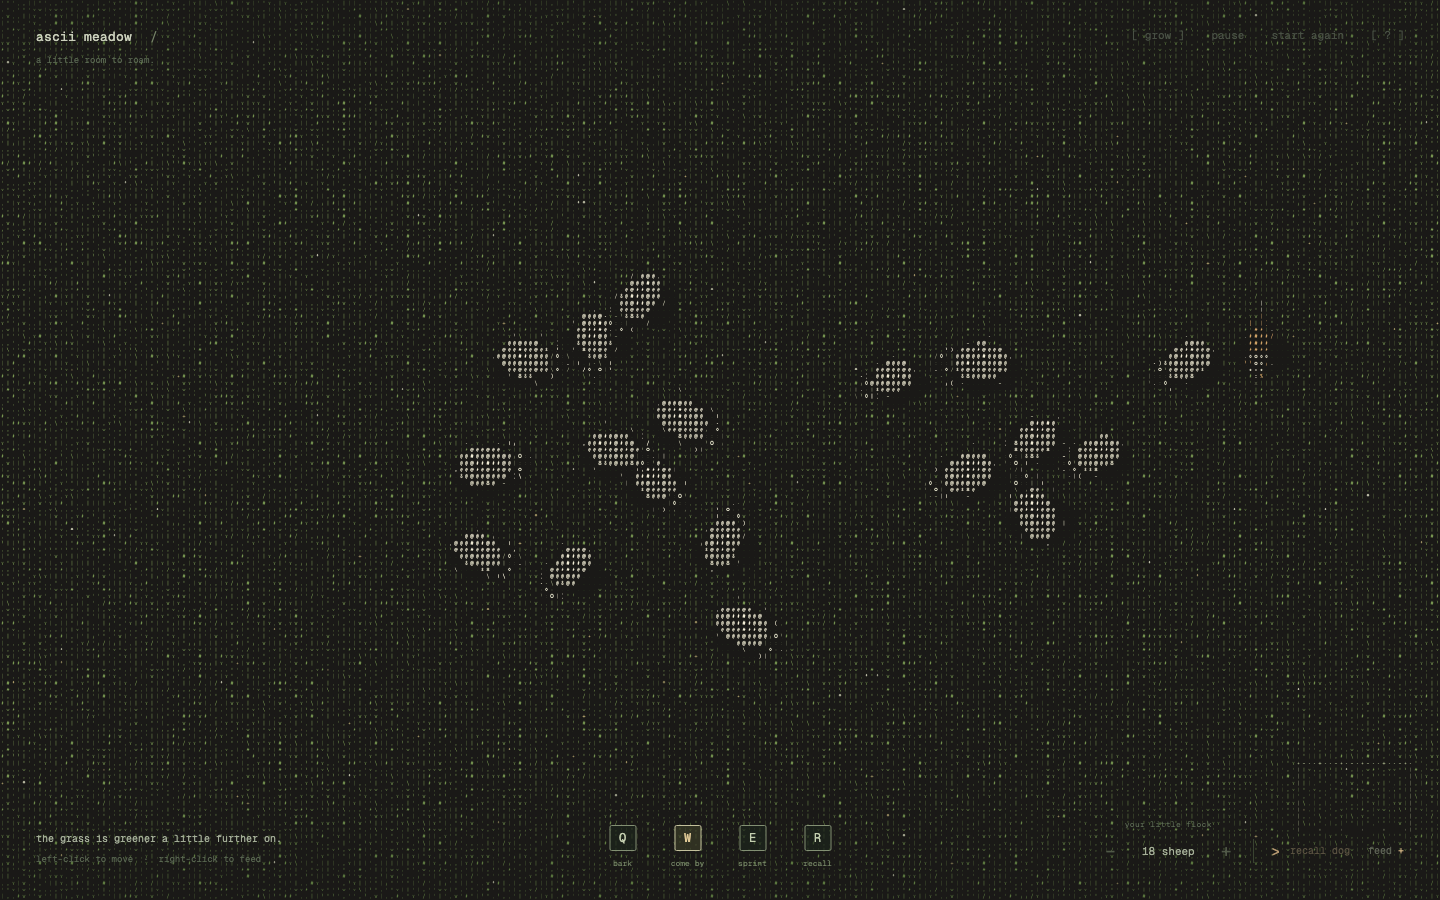 ascii meadow /
[ grow ] pause start again [ ? ]
a little room to roam
your little flock
the grass is greener a little further on.
left-click to move · right-click to feed
Q W E R
bark come by sprint recall
− 18 sheep + > recall dog feed +